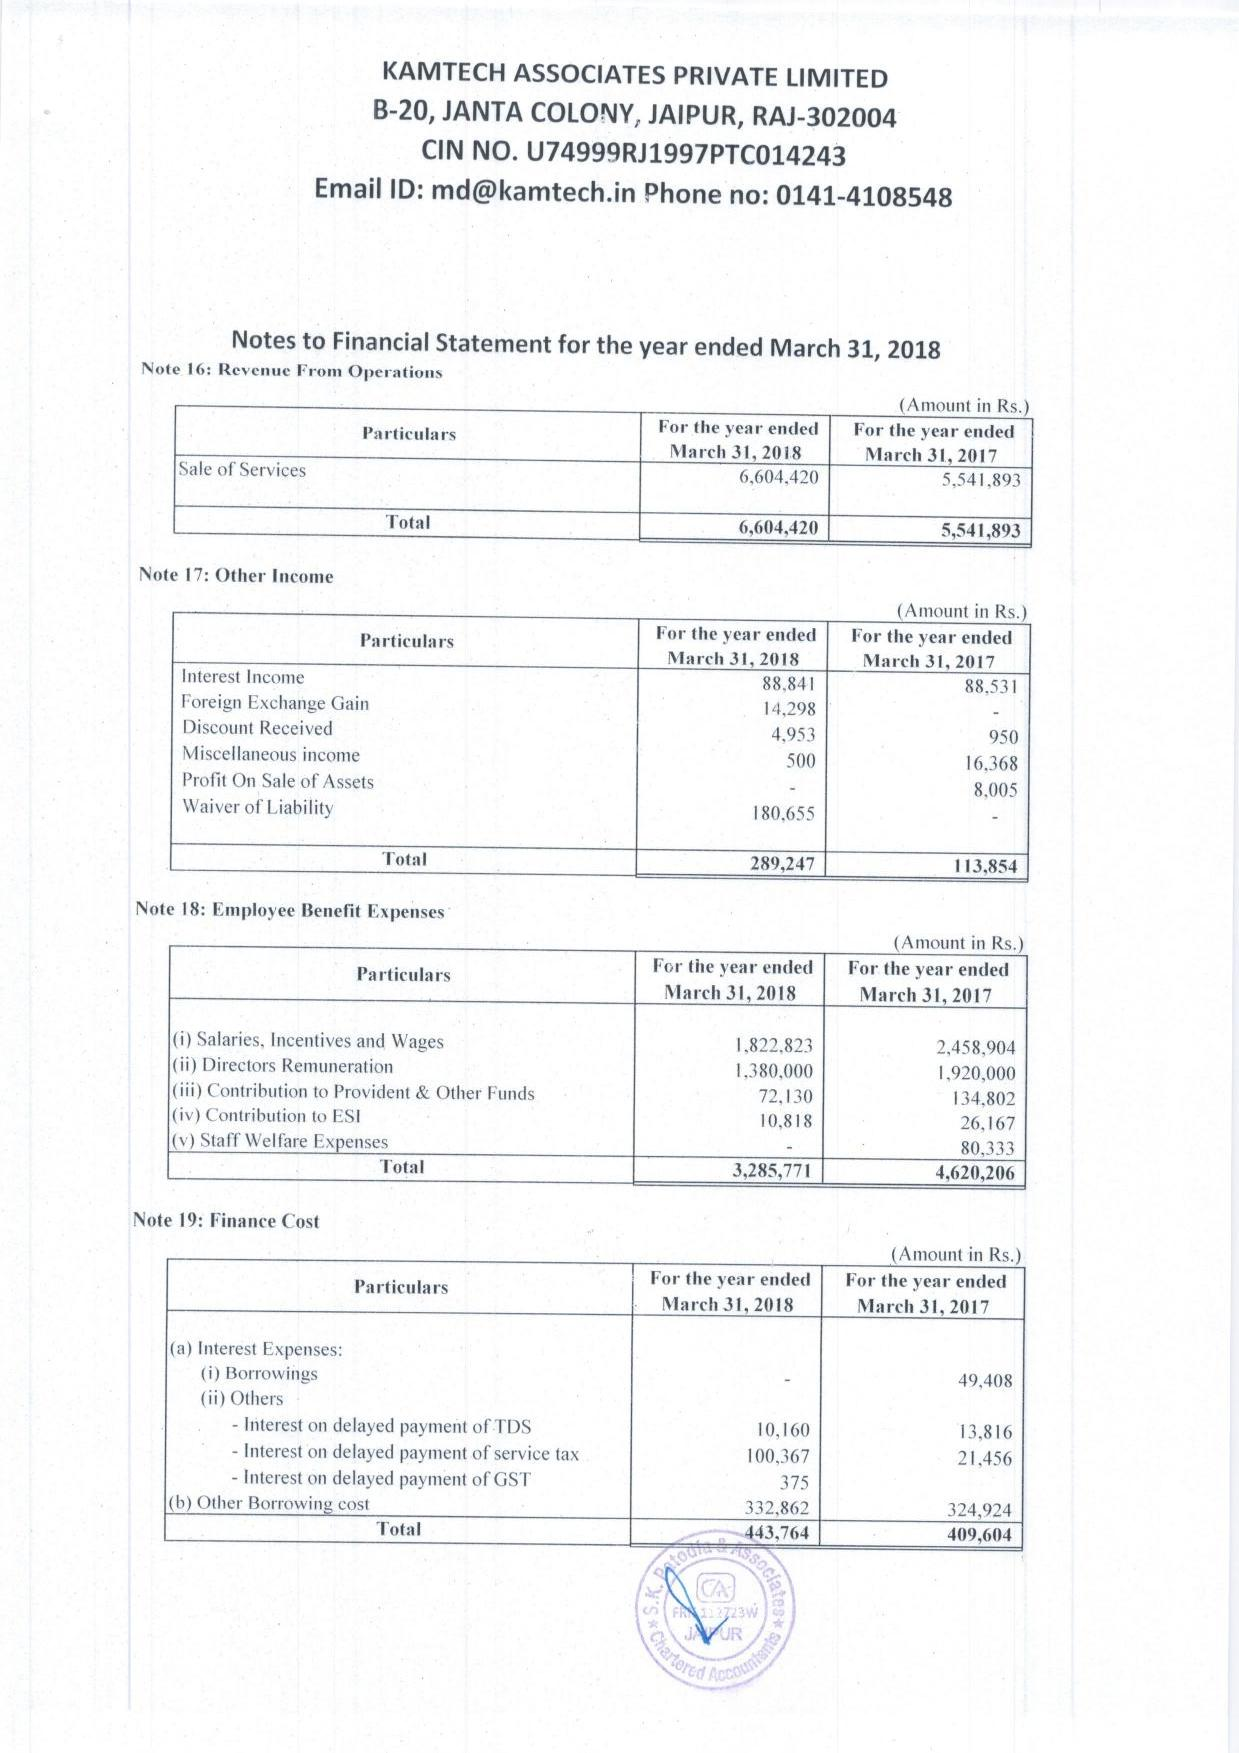 KAMTECH ASSOCIATES PRIVATE LIMITED
B-20, JANTA COLONY, JAIPUR, RAJ-302004
CIN NO. U74999RJ1997PTC014243
Email ID: md@kamtech.in Phone no: 0141-4108548
Notes to Financial Statement for the year ended March 31, 2018
Note 16: Revenue From Operations
(Amount in Rs.)
Particulars For the year ended March 31, 2018 For the year ended March 31, 2017
Sale of Services 6,604,420 5,541,893
Total 6,604,420 5,541,893
Note 17: Other Income
(Amount in Rs.)
Particulars For the year ended March 31, 2018 For the year ended March 31, 2017
Interest Income 88,841 88,531
Foreign Exchange Gain 14,298 -
Discount Received 4,953 950
Miscellaneous income 500 16,368
Profit On Sale of Assets - 8,005
Waiver of Liability 180,655 -
Total 289,247 113,854
Note 18: Employee Benefit Expenses
(Amount in Rs.)
Particulars For the year ended March 31, 2018 For the year ended March 31, 2017
(i) Salaries, Incentives and Wages 1,822,823 2,458,904
(ii) Directors Remuneration 1,380,000 1,920,000
(iii) Contribution to Provident & Other Funds 72,130 134,802
(iv) Contribution to ESI 10,818 26,167
(v) Staff Welfare Expenses - 80,333
Total 3,285,771 4,620,206
Note 19: Finance Cost
(Amount in Rs.)
Particulars For the year ended March 31, 2018 For the year ended March 31, 2017
(a) Interest Expenses:
(i) Borrowings - 49,408
(ii) Others
- Interest on delayed payment of TDS 10,160 13,816
- Interest on delayed payment of service tax 100,367 21,456
- Interest on delayed payment of GST 375
(b) Other Borrowing cost 332,862 324,924
Total 443,764 409,604
S.K. Patodia & Associates
CA
FRN 112723W
JAIPUR
Chartered Accountants